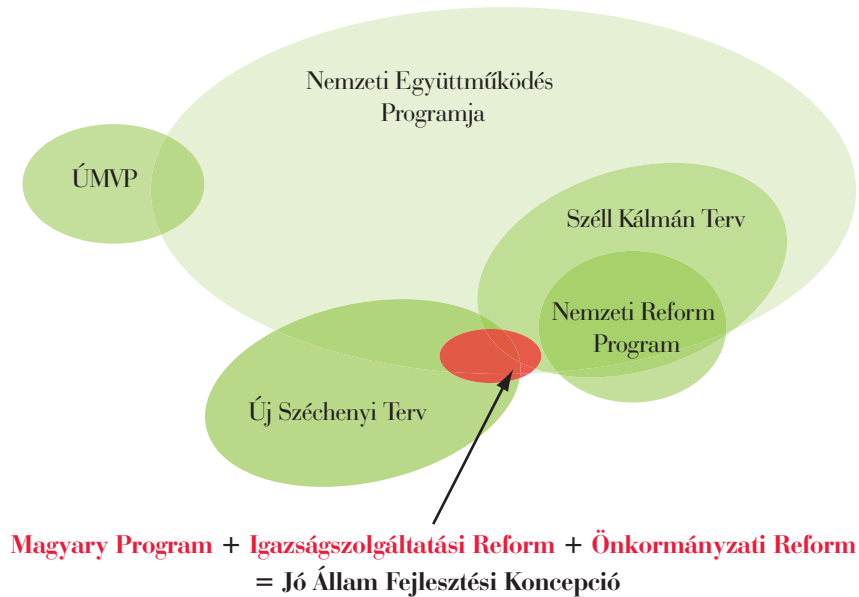 Nemzeti Együttműködés
Programja
ÚMVP
Széll Kálmán Terv
Nemzeti Reform
Program
Új Széchenyi Terv
Magyary Program + Igazságszolgáltatási Reform + Önkormányzati Reform
= Jó Állam Fejlesztési Koncepció